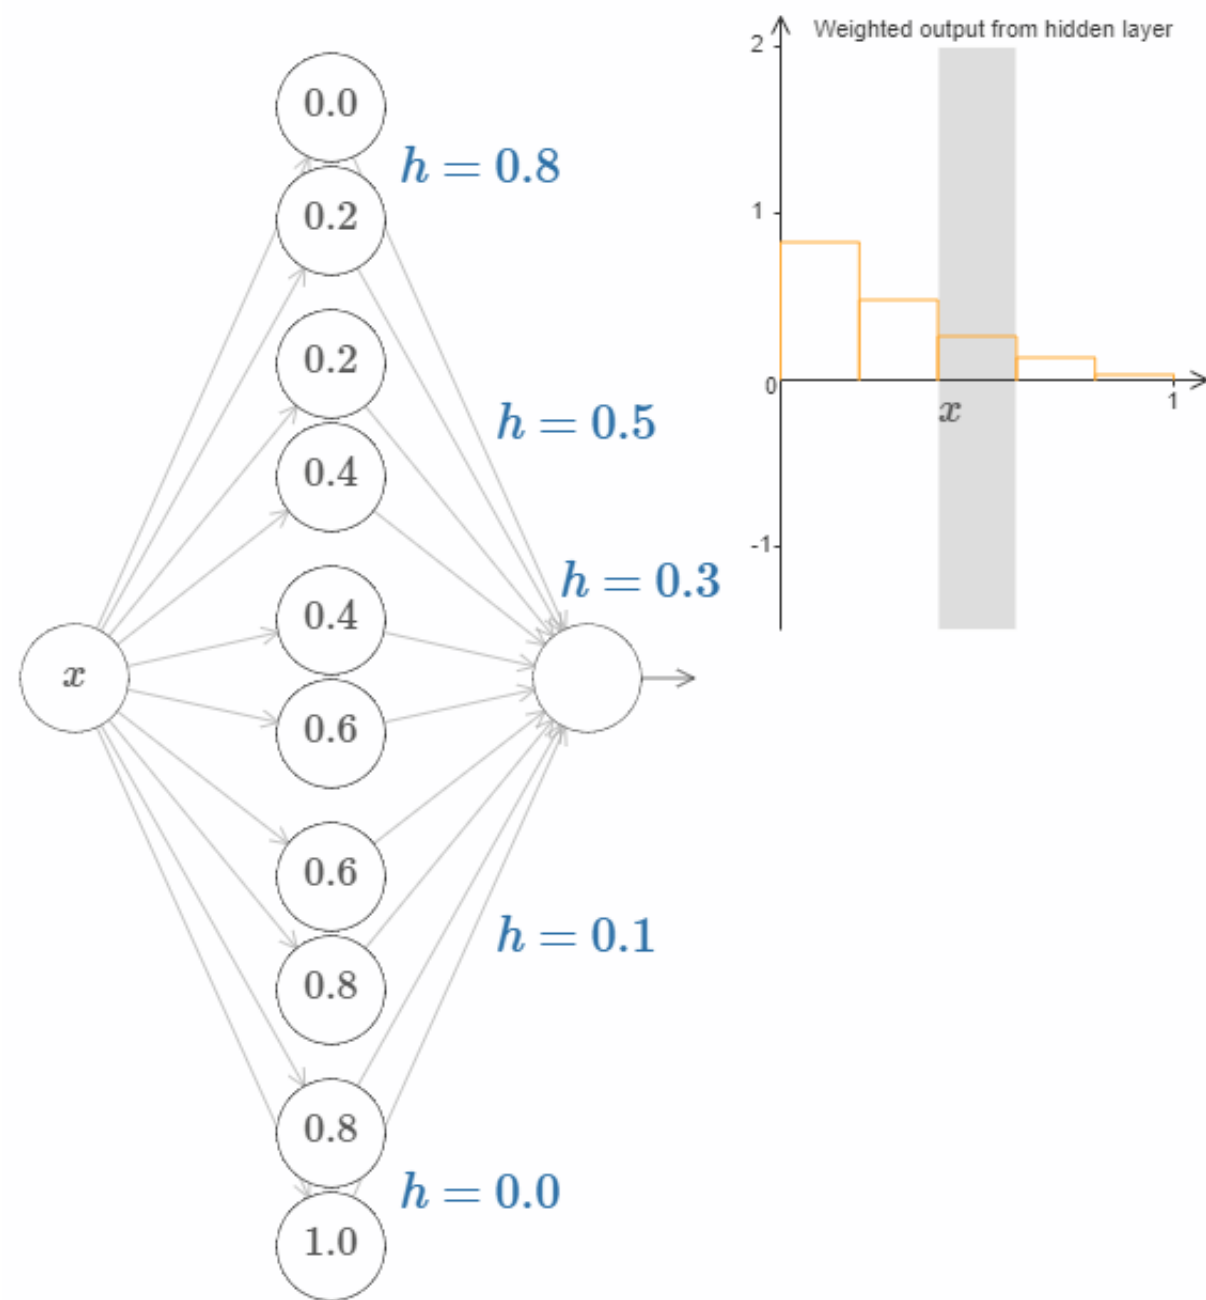 0.0
h = 0.8
0.2
0.2
h = 0.5
0.4
h = 0.3
0.4
x
0.6
0.6
h = 0.1
0.8
0.8
h = 0.0
1.0
Weighted output from hidden layer
2
1
0
x
1
-1